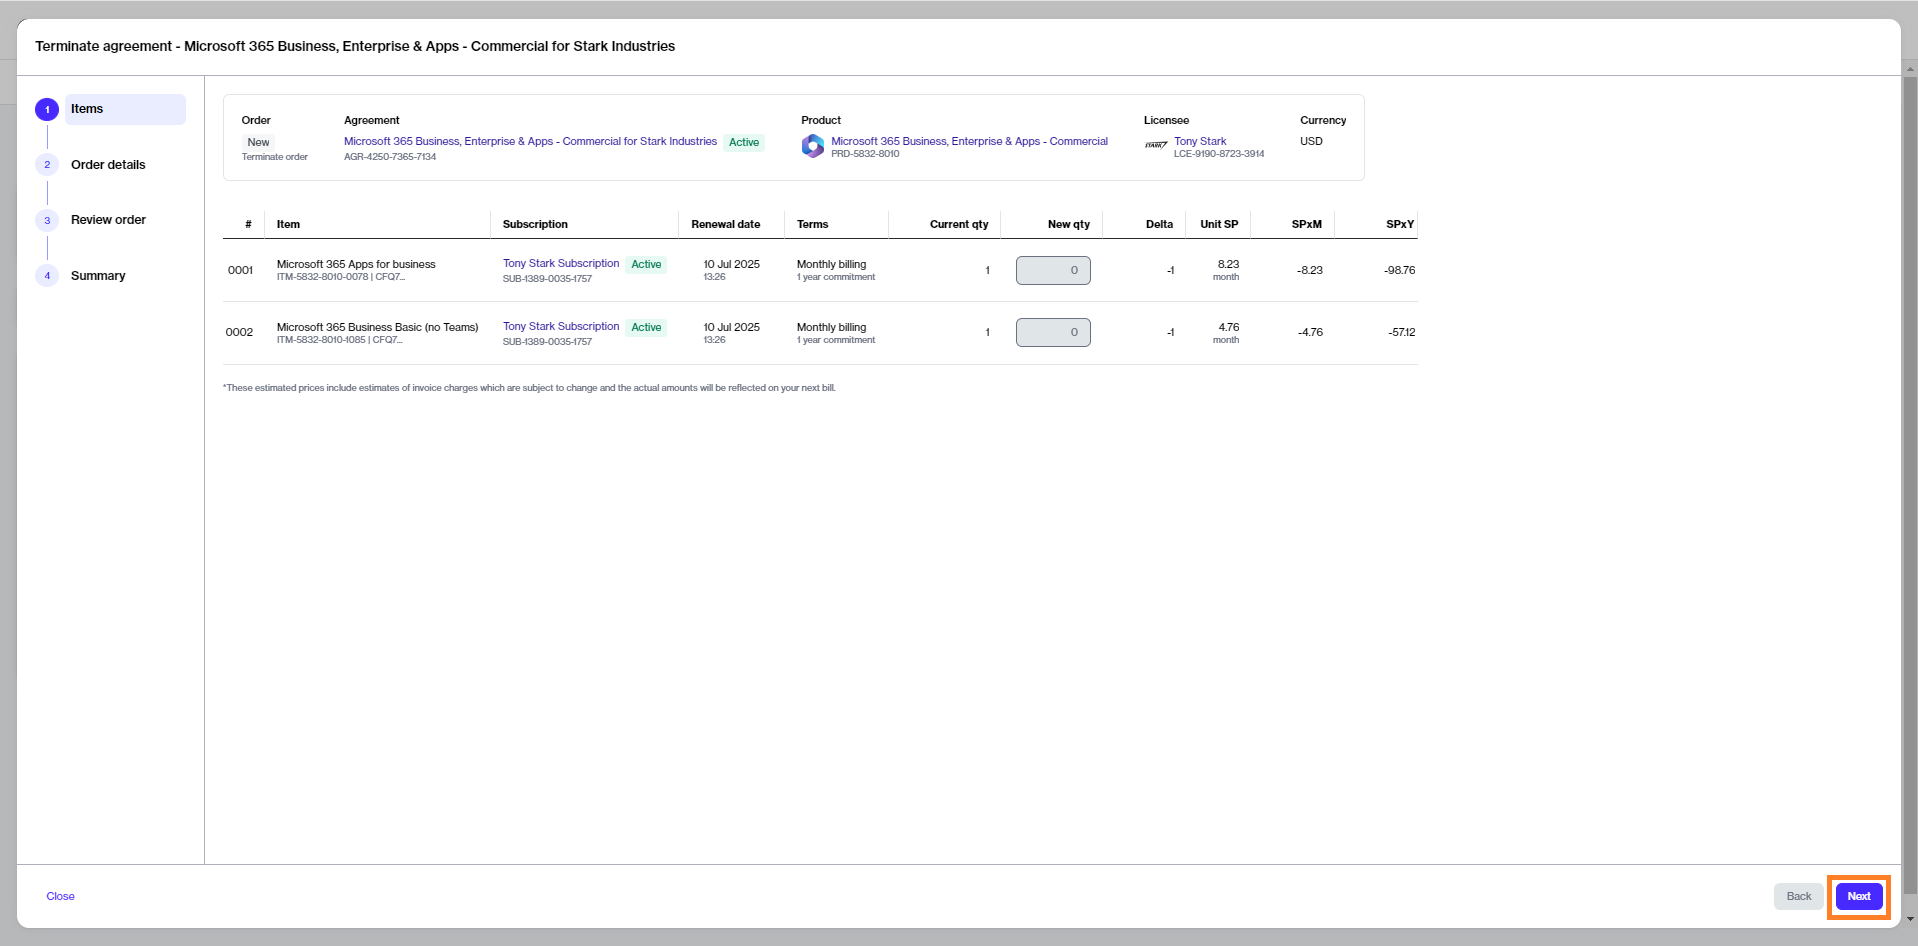 Terminate agreement - Microsoft 365 Business, Enterprise & Apps - Commercial for Stark Industries
1 Items
2 Order details
3 Review order
4 Summary
Order Agreement Product Licensee Currency
New Microsoft 365 Business, Enterprise & Apps - Commercial for Stark Industries Active Microsoft 365 Business, Enterprise & Apps - Commercial Tony Stark USD
Terminate order AGR-4250-7365-7134 PRD-5832-8010 STARK LCE-9190-8723-3914
# Item Subscription Renewal date Terms Current qty New qty Delta Unit SP SPxM SPxY
0001 Microsoft 365 Apps for business Tony Stark Subscription Active 10 Jul 2025 Monthly billing 1 0 -1 8.23 -8.23 -98.76
ITM-5832-8010-0078 | CFQ7... SUB-1389-0035-1757 13:26 1 year commitment month
0002 Microsoft 365 Business Basic (no Teams) Tony Stark Subscription Active 10 Jul 2025 Monthly billing 1 0 -1 4.76 -4.76 -57.12
ITM-5832-8010-1085 | CFQ7... SUB-1389-0035-1757 13:26 1 year commitment month
*These estimated prices include estimates of invoice charges which are subject to change and the actual amounts will be reflected on your next bill.
Close Back Next